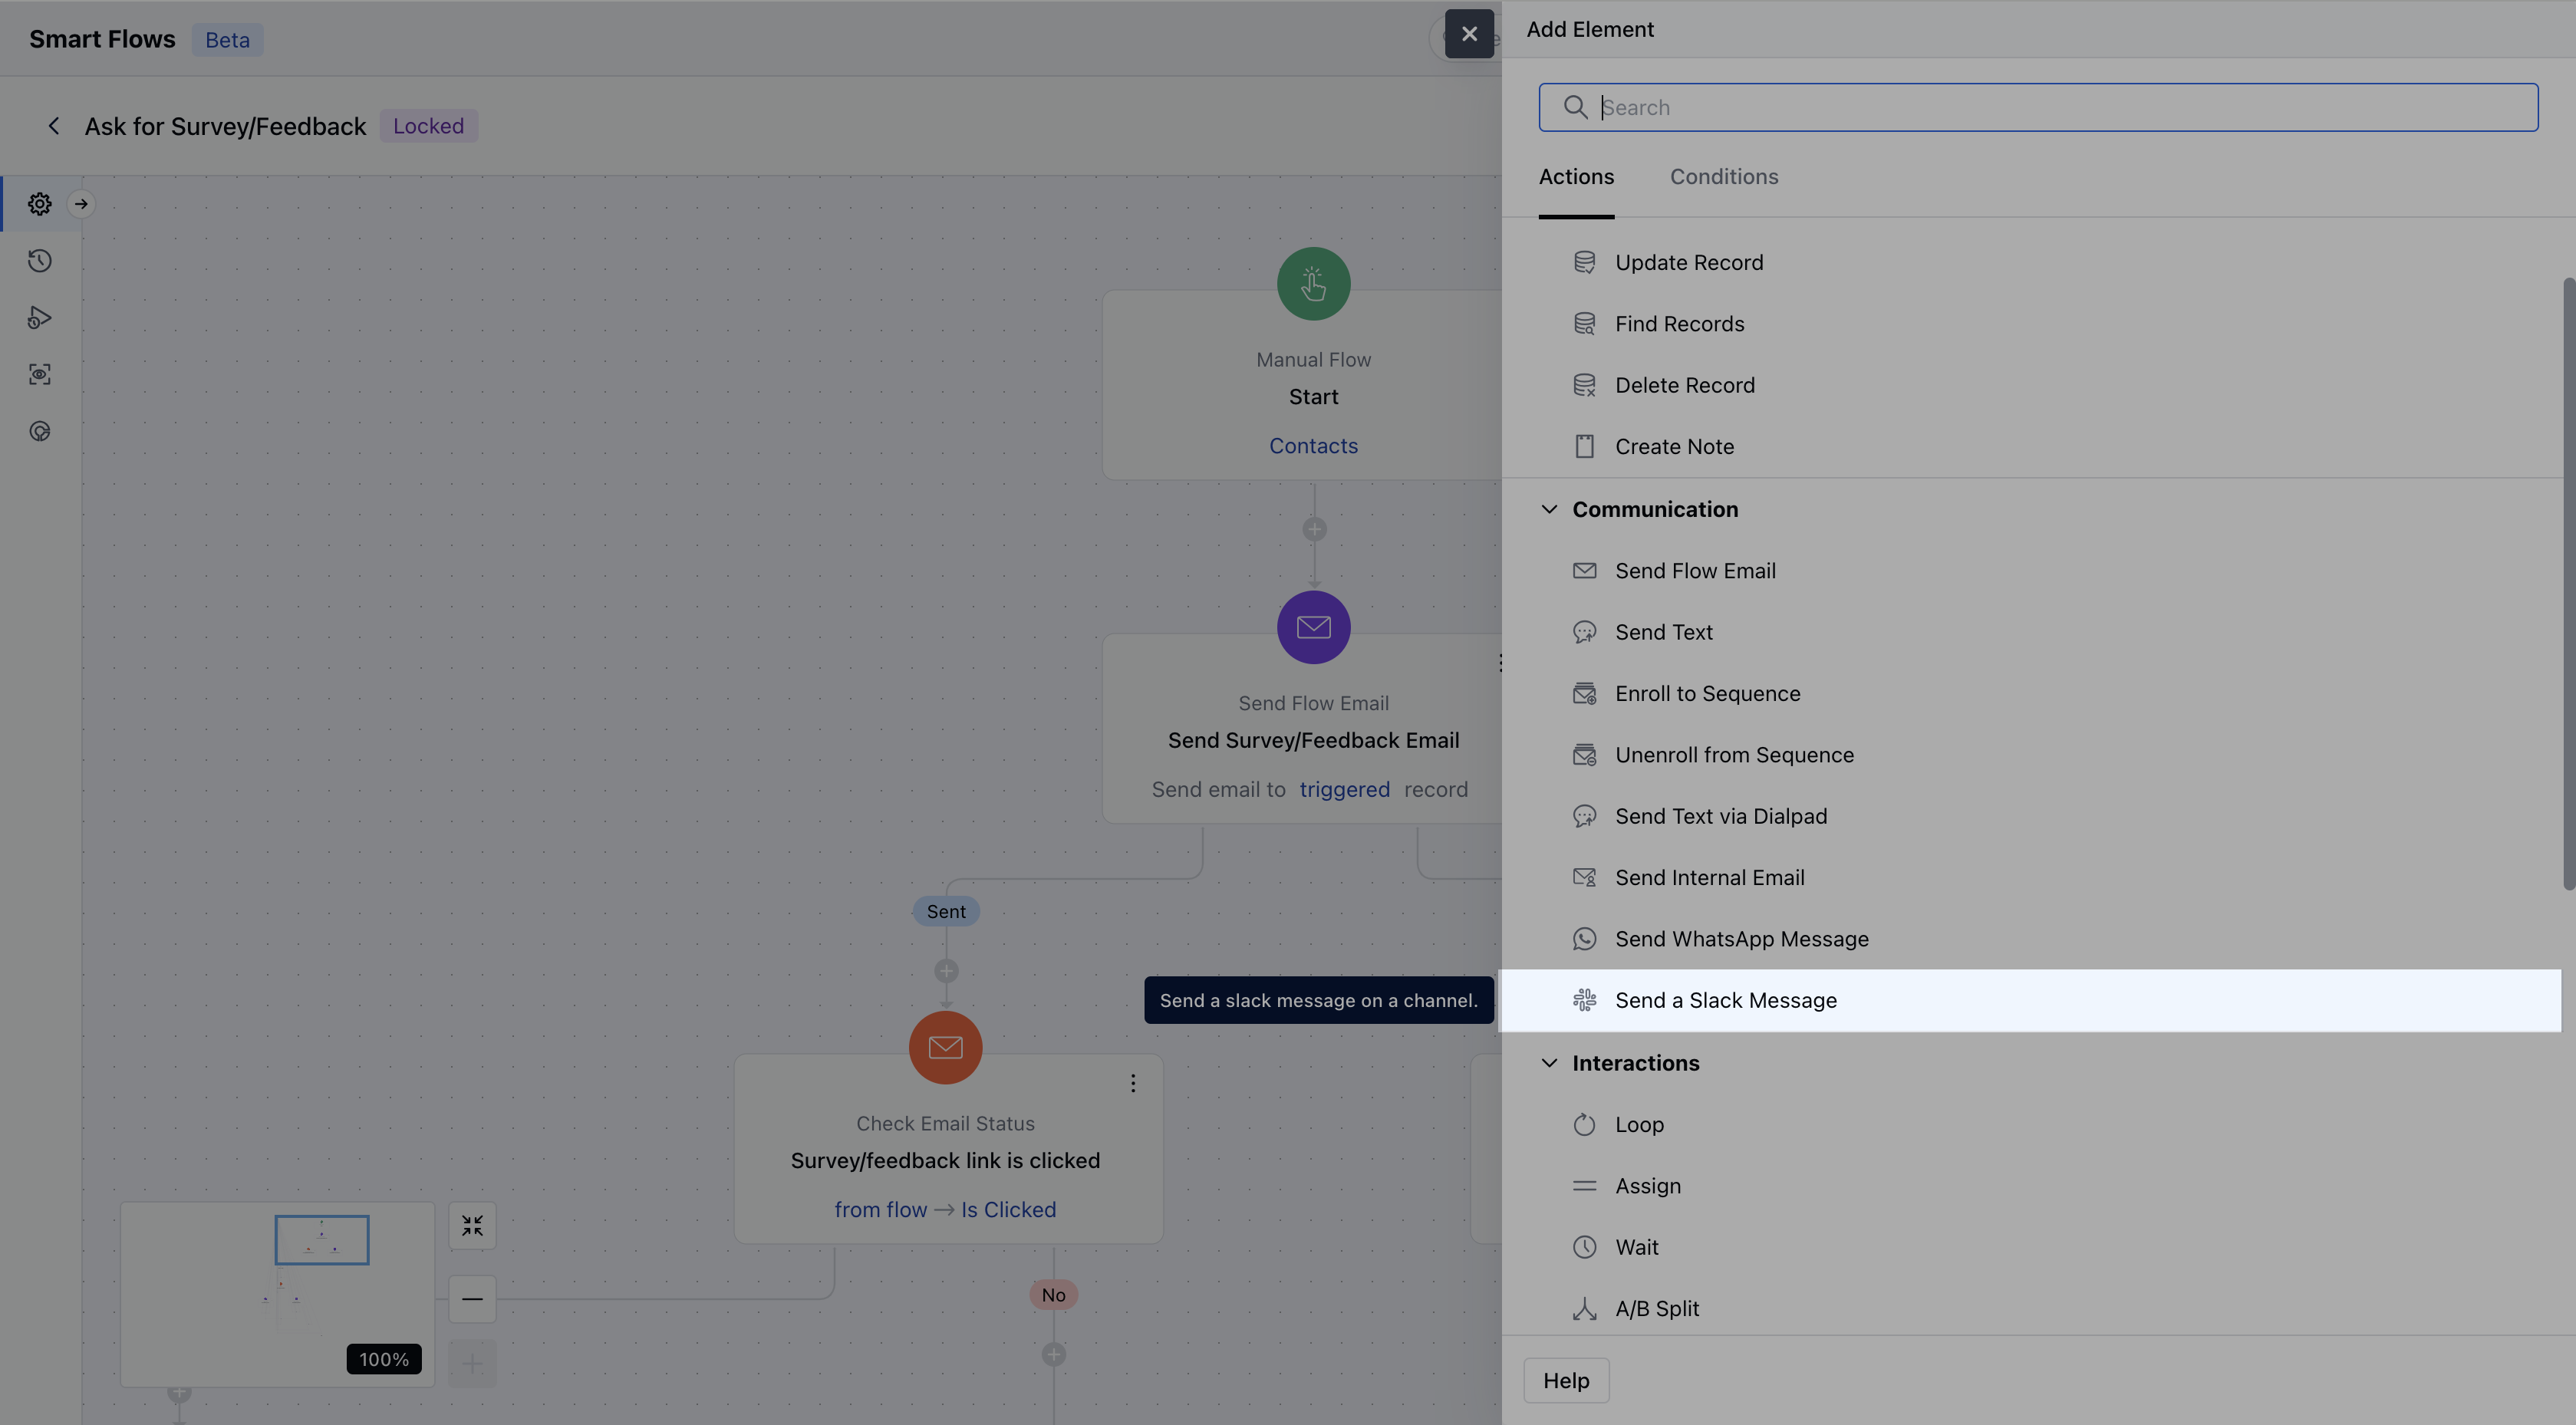 Smart Flows Beta
Ask for Survey/Feedback Locked
Manual Flow
Start
Contacts
Send Flow Email
Send Survey/Feedback Email
Send email to triggered record
Sent
Send a slack message on a channel.
Check Email Status
Survey/feedback link is clicked
from flow → Is Clicked
No
100%
Add Element
Search
Actions Conditions
Update Record
Find Records
Delete Record
Create Note
Communication
Send Flow Email
Send Text
Enroll to Sequence
Unenroll from Sequence
Send Text via Dialpad
Send Internal Email
Send WhatsApp Message
Send a Slack Message
Interactions
Loop
Assign
Wait
A/B Split
Help